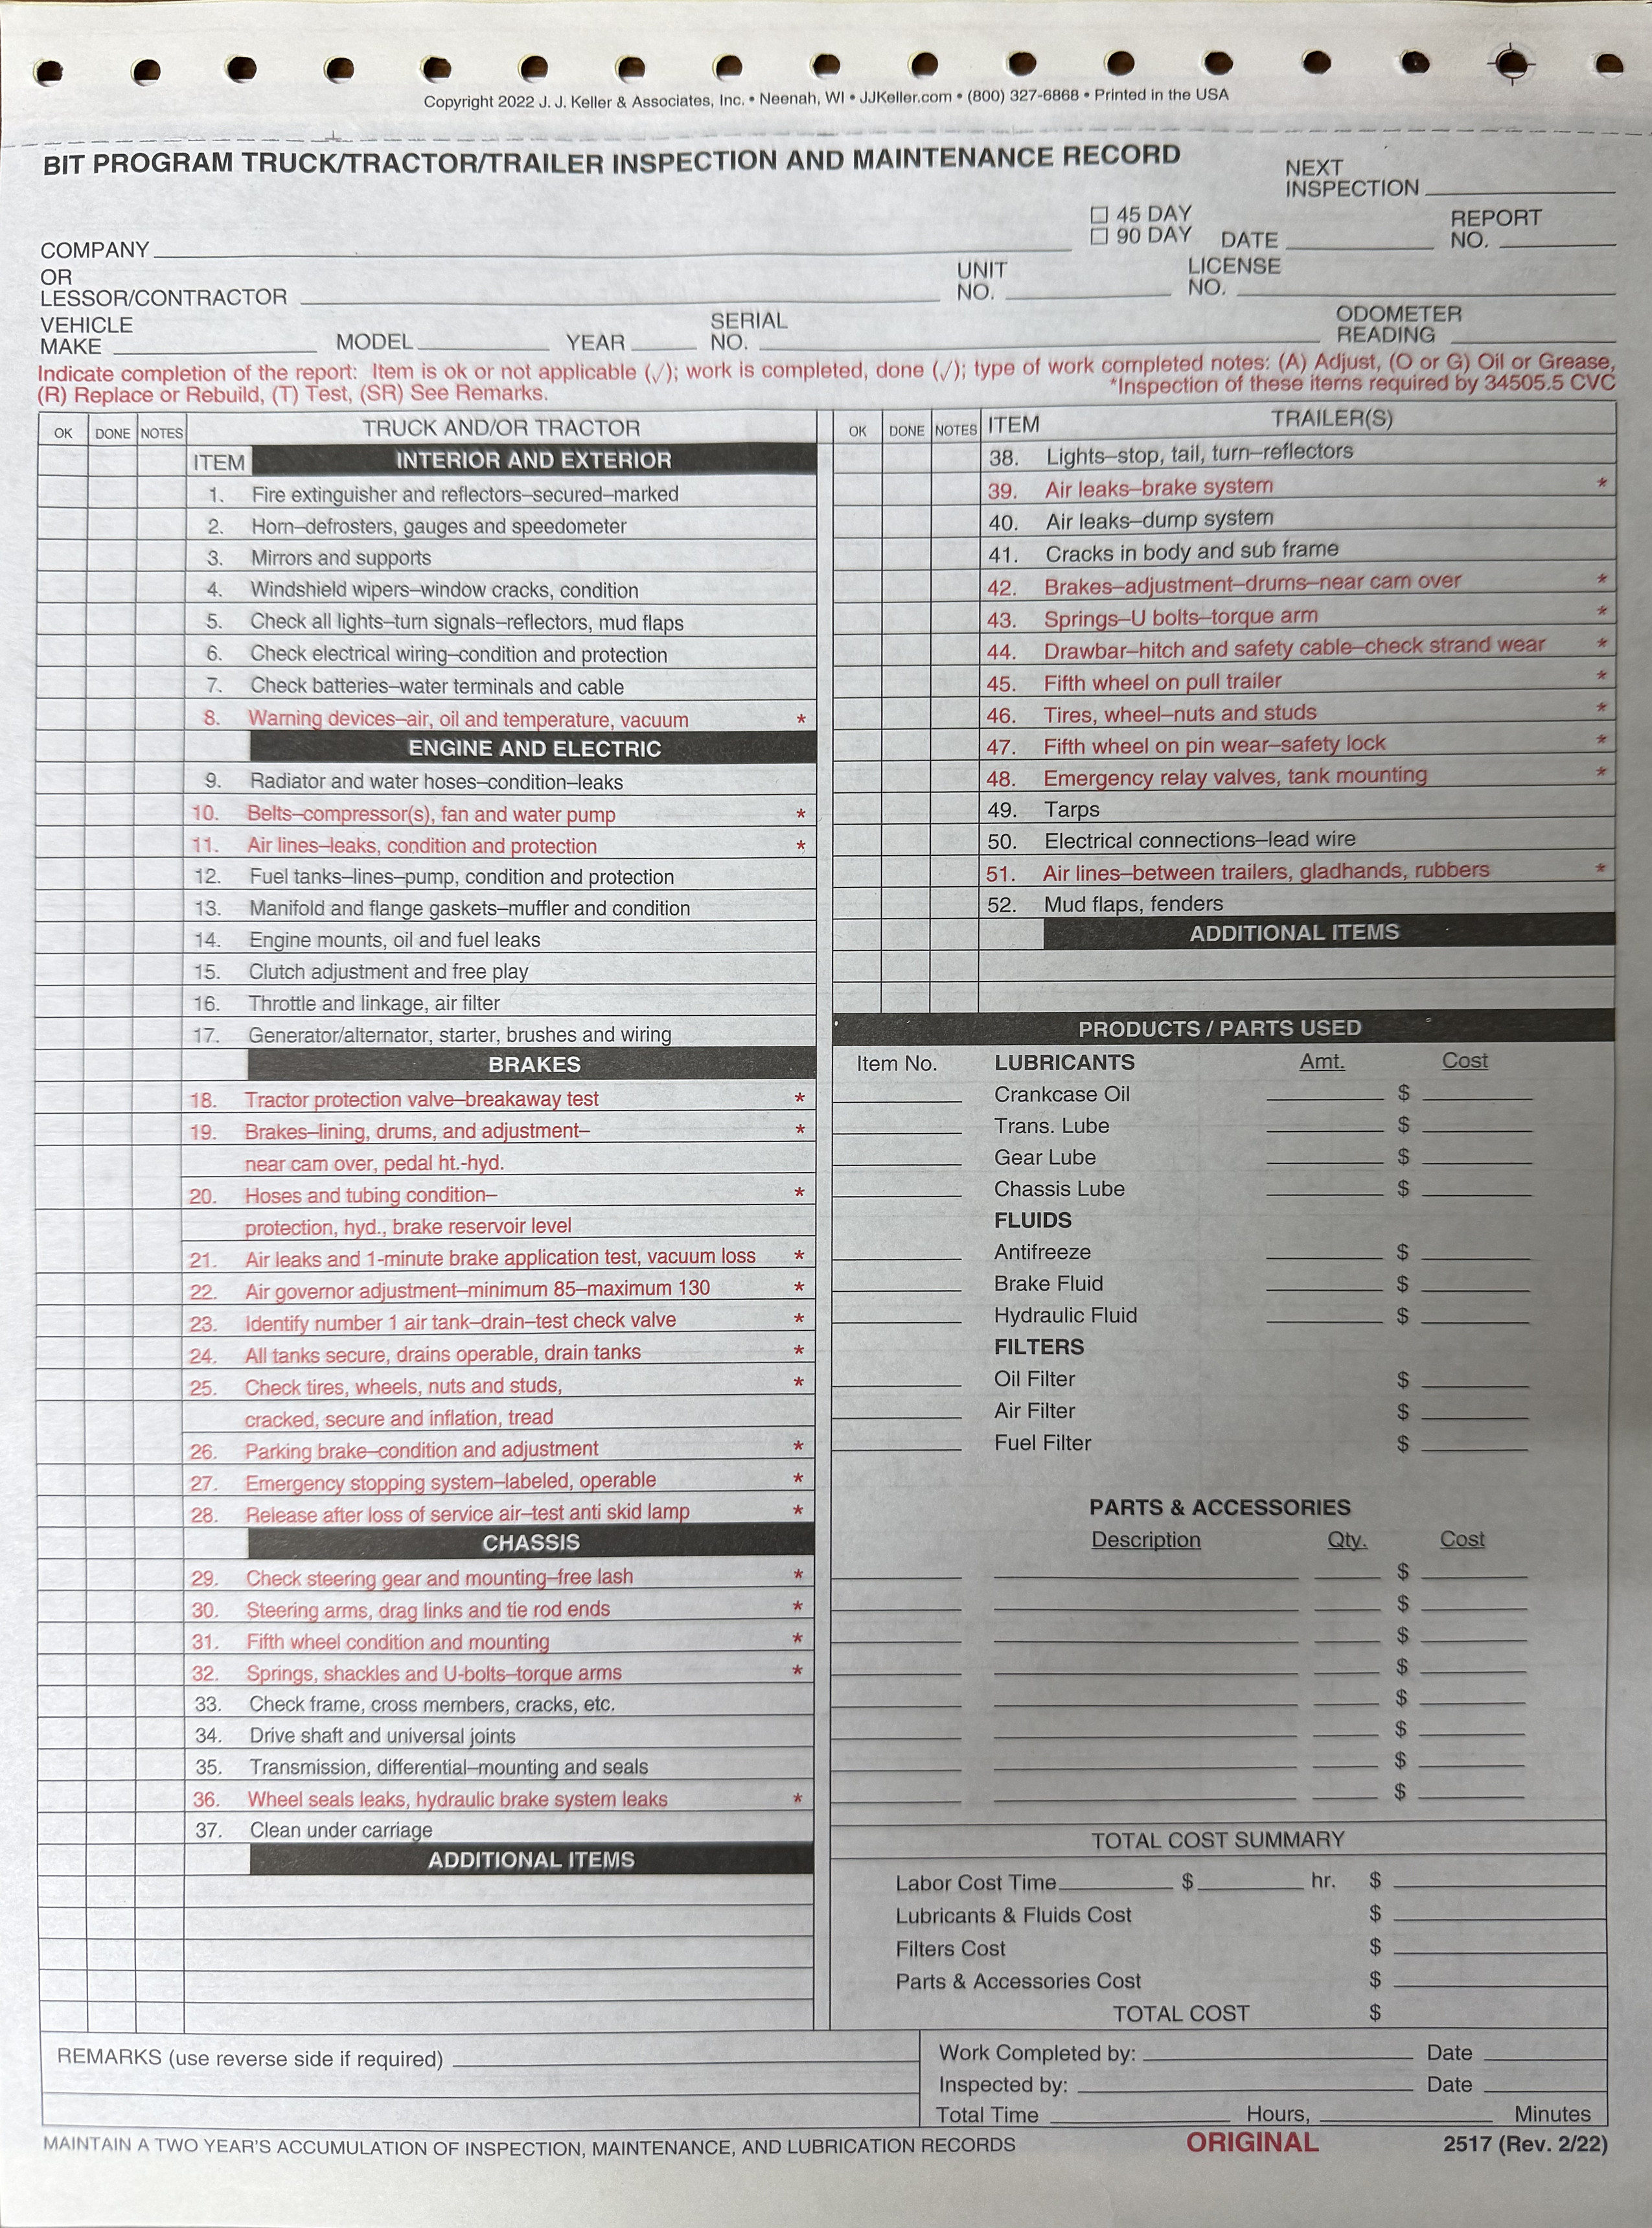 Copyright 2022 J. J. Keller & Associates, Inc. • Neenah, WI • JJKeller.com • (800) 327-6868 • Printed in the USA
BIT PROGRAM TRUCK/TRACTOR/TRAILER INSPECTION AND MAINTENANCE RECORD
NEXT
INSPECTION
☐ 45 DAY
☐ 90 DAY
DATE
REPORT
NO.
COMPANY
OR
LESSOR/CONTRACTOR
UNIT
NO.
LICENSE
NO.
VEHICLE
MAKE
MODEL
YEAR
SERIAL
NO.
ODOMETER
READING
Indicate completion of the report: Item is ok or not applicable (√); work is completed, done (√); type of work completed notes: (A) Adjust, (O or G) Oil or Grease,
(R) Replace or Rebuild, (T) Test, (SR) See Remarks. *Inspection of these items required by 34505.5 CVC
OK DONE NOTES TRUCK AND/OR TRACTOR
ITEM INTERIOR AND EXTERIOR
1. Fire extinguisher and reflectors–secured–marked
2. Horn–defrosters, gauges and speedometer
3. Mirrors and supports
4. Windshield wipers–window cracks, condition
5. Check all lights–turn signals–reflectors, mud flaps
6. Check electrical wiring–condition and protection
7. Check batteries–water terminals and cable
8. Warning devices–air, oil and temperature, vacuum *
ENGINE AND ELECTRIC
9. Radiator and water hoses–condition–leaks
10. Belts–compressor(s), fan and water pump *
11. Air lines–leaks, condition and protection *
12. Fuel tanks–lines–pump, condition and protection
13. Manifold and flange gaskets–muffler and condition
14. Engine mounts, oil and fuel leaks
15. Clutch adjustment and free play
16. Throttle and linkage, air filter
17. Generator/alternator, starter, brushes and wiring
BRAKES
18. Tractor protection valve–breakaway test *
19. Brakes–lining, drums, and adjustment– *
near cam over, pedal ht.-hyd.
20. Hoses and tubing condition– *
protection, hyd., brake reservoir level
21. Air leaks and 1-minute brake application test, vacuum loss *
22. Air governor adjustment–minimum 85–maximum 130 *
23. Identify number 1 air tank–drain–test check valve *
24. All tanks secure, drains operable, drain tanks *
25. Check tires, wheels, nuts and studs, *
cracked, secure and inflation, tread
26. Parking brake–condition and adjustment *
27. Emergency stopping system–labeled, operable *
28. Release after loss of service air–test anti skid lamp *
CHASSIS
29. Check steering gear and mounting–free lash *
30. Steering arms, drag links and tie rod ends *
31. Fifth wheel condition and mounting *
32. Springs, shackles and U-bolts–torque arms *
33. Check frame, cross members, cracks, etc.
34. Drive shaft and universal joints
35. Transmission, differential–mounting and seals
36. Wheel seals leaks, hydraulic brake system leaks *
37. Clean under carriage
ADDITIONAL ITEMS
OK DONE NOTES ITEM TRAILER(S)
38. Lights–stop, tail, turn–reflectors
39. Air leaks–brake system *
40. Air leaks–dump system
41. Cracks in body and sub frame
42. Brakes–adjustment–drums–near cam over *
43. Springs–U bolts–torque arm *
44. Drawbar–hitch and safety cable–check strand wear *
45. Fifth wheel on pull trailer *
46. Tires, wheel–nuts and studs *
47. Fifth wheel on pin wear–safety lock *
48. Emergency relay valves, tank mounting *
49. Tarps
50. Electrical connections–lead wire
51. Air lines–between trailers, gladhands, rubbers *
52. Mud flaps, fenders
ADDITIONAL ITEMS
PRODUCTS / PARTS USED
Item No. LUBRICANTS Amt. Cost
Crankcase Oil $
Trans. Lube $
Gear Lube $
Chassis Lube $
FLUIDS
Antifreeze $
Brake Fluid $
Hydraulic Fluid $
FILTERS
Oil Filter $
Air Filter $
Fuel Filter $
PARTS & ACCESSORIES
Description Qty. Cost
$
$
$
$
$
$
$
$
TOTAL COST SUMMARY
Labor Cost Time $ hr. $
Lubricants & Fluids Cost $
Filters Cost $
Parts & Accessories Cost $
TOTAL COST $
REMARKS (use reverse side if required)
Work Completed by: Date
Inspected by: Date
Total Time Hours, Minutes
MAINTAIN A TWO YEAR'S ACCUMULATION OF INSPECTION, MAINTENANCE, AND LUBRICATION RECORDS ORIGINAL 2517 (Rev. 2/22)